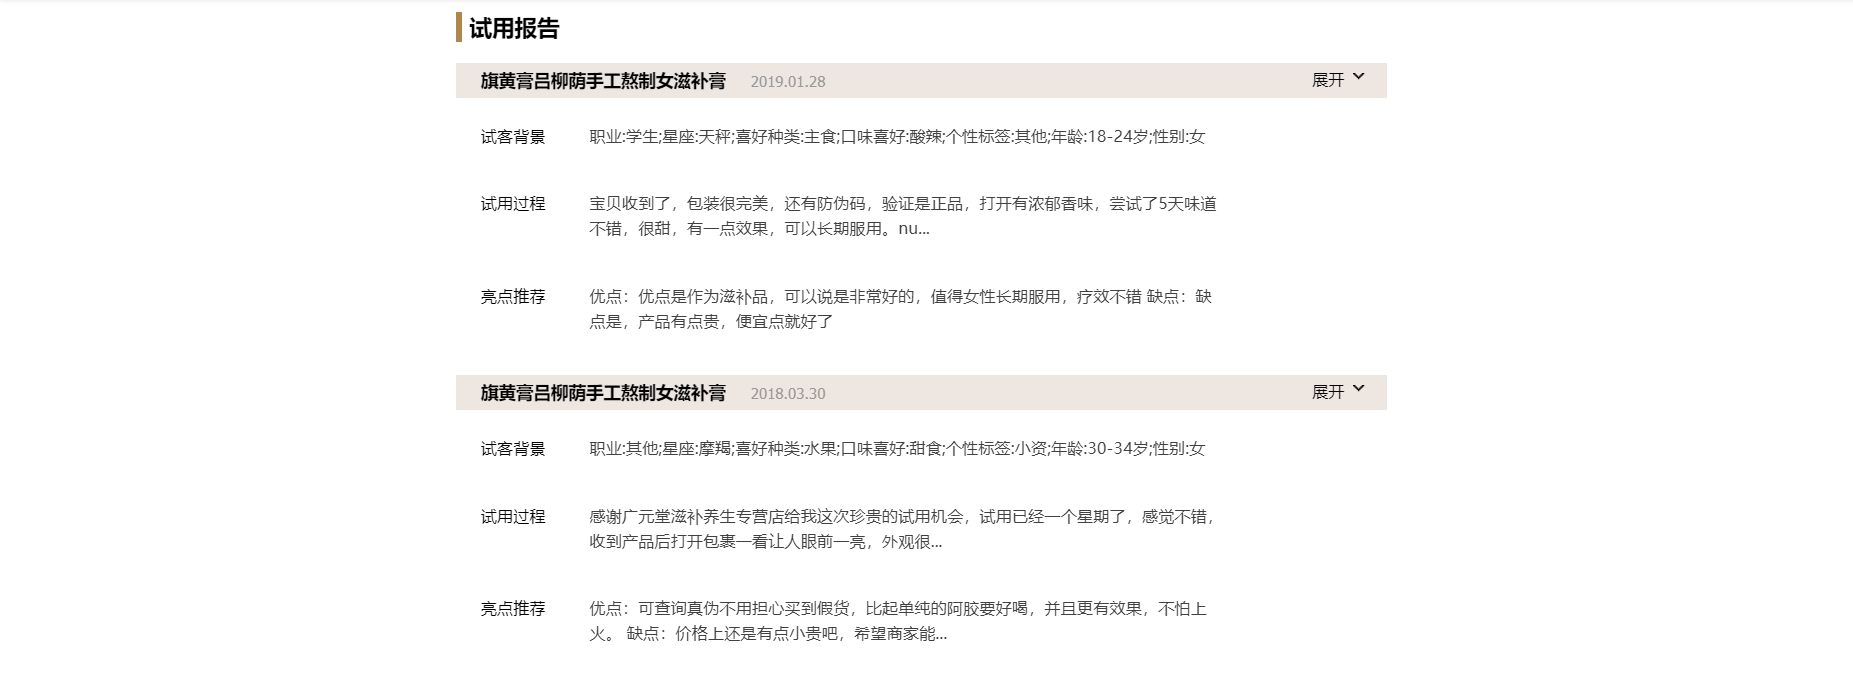 试用报告
旗黄膏吕柳荫手工熬制女滋补膏 2019.01.28 展开
试客背景 职业:学生;星座:天秤;喜好种类:主食;口味喜好:酸辣;个性标签:其他;年龄:18-24岁;性别:女
试用过程 宝贝收到了，包装很完美，还有防伪码，验证是正品，打开有浓郁香味，尝试了5天味道
不错，很甜，有一点效果，可以长期服用。nu...
亮点推荐 优点：优点是作为滋补品，可以说是非常好的，值得女性长期服用，疗效不错 缺点：缺
点是，产品有点贵，便宜点就好了
旗黄膏吕柳荫手工熬制女滋补膏 2018.03.30 展开
试客背景 职业:其他;星座:摩羯;喜好种类:水果;口味喜好:甜食;个性标签:小资;年龄:30-34岁;性别:女
试用过程 感谢广元堂滋补养生专营店给我这次珍贵的试用机会，试用已经一个星期了，感觉不错，
收到产品后打开包裹一看让人眼前一亮，外观很...
亮点推荐 优点：可查询真伪不用担心买到假货，比起单纯的阿胶要好喝，并且更有效果，不怕上
火。 缺点：价格上还是有点小贵吧，希望商家能...